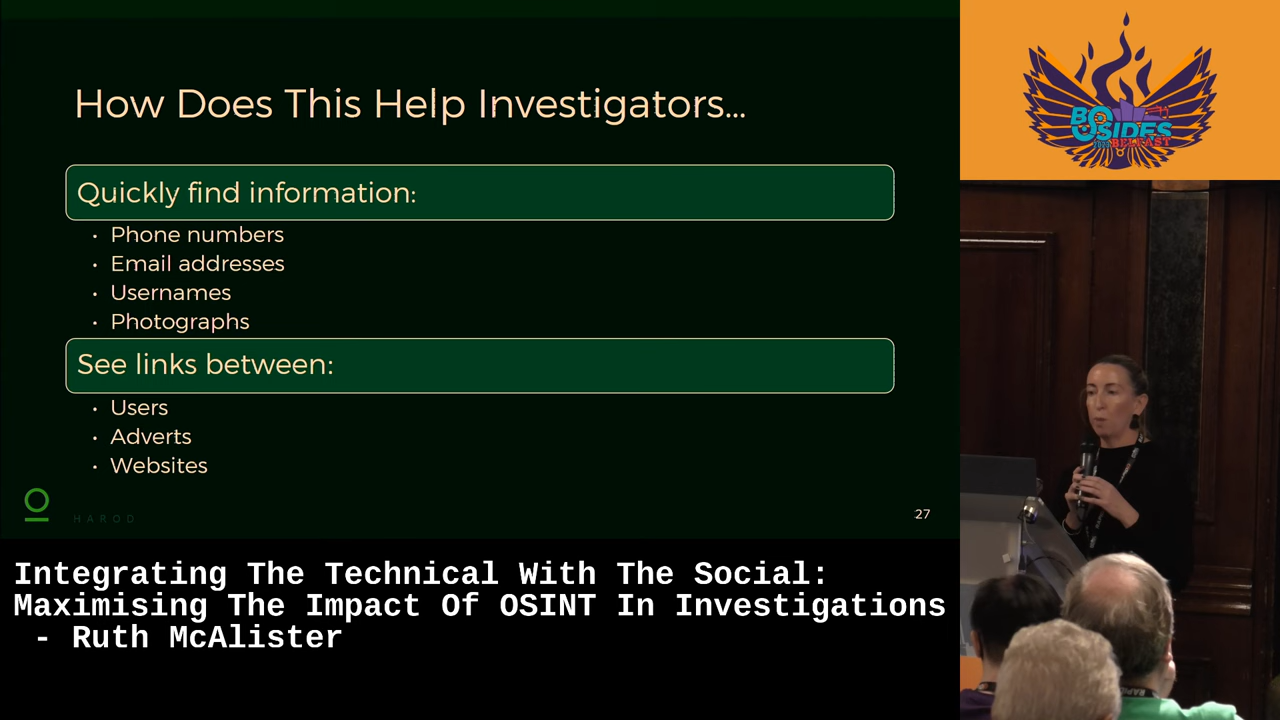 How Does This Help Investigators...
Quickly find information:
• Phone numbers
• Email addresses
• Usernames
• Photographs
See links between:
• Users
• Adverts
• Websites
HAROD
27
Integrating The Technical With The Social:
Maximising The Impact Of OSINT In Investigations
- Ruth McAlister
BSIDES
BELFAST